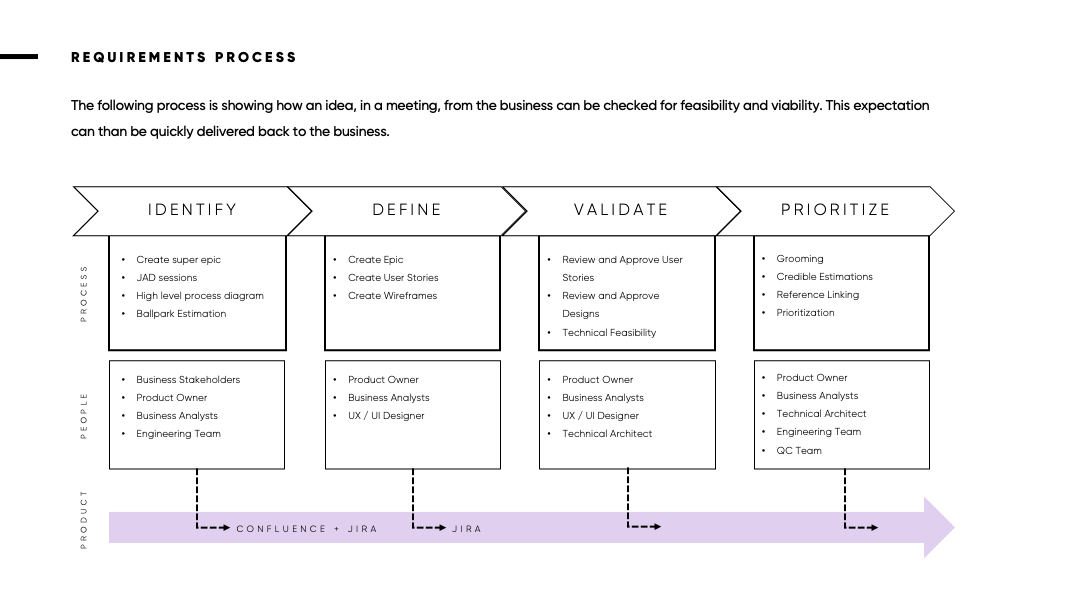 REQUIREMENTS PROCESS
The following process is showing how an idea, in a meeting, from the business can be checked for feasibility and viability. This expectation
can than be quickly delivered back to the business.
IDENTIFY
DEFINE
VALIDATE
PRIORITIZE
PROCESS
• Create super epic
• JAD sessions
• High level process diagram
• Ballpark Estimation
• Create Epic
• Create User Stories
• Create Wireframes
• Review and Approve User
Stories
• Review and Approve
Designs
• Technical Feasibility
• Grooming
• Credible Estimations
• Reference Linking
• Prioritization
PEOPLE
• Business Stakeholders
• Product Owner
• Business Analysts
• Engineering Team
• Product Owner
• Business Analysts
• UX / UI Designer
• Product Owner
• Business Analysts
• UX / UI Designer
• Technical Architect
• Product Owner
• Business Analysts
• Technical Architect
• Engineering Team
• QC Team
PRODUCT
CONFLUENCE + JIRA
JIRA